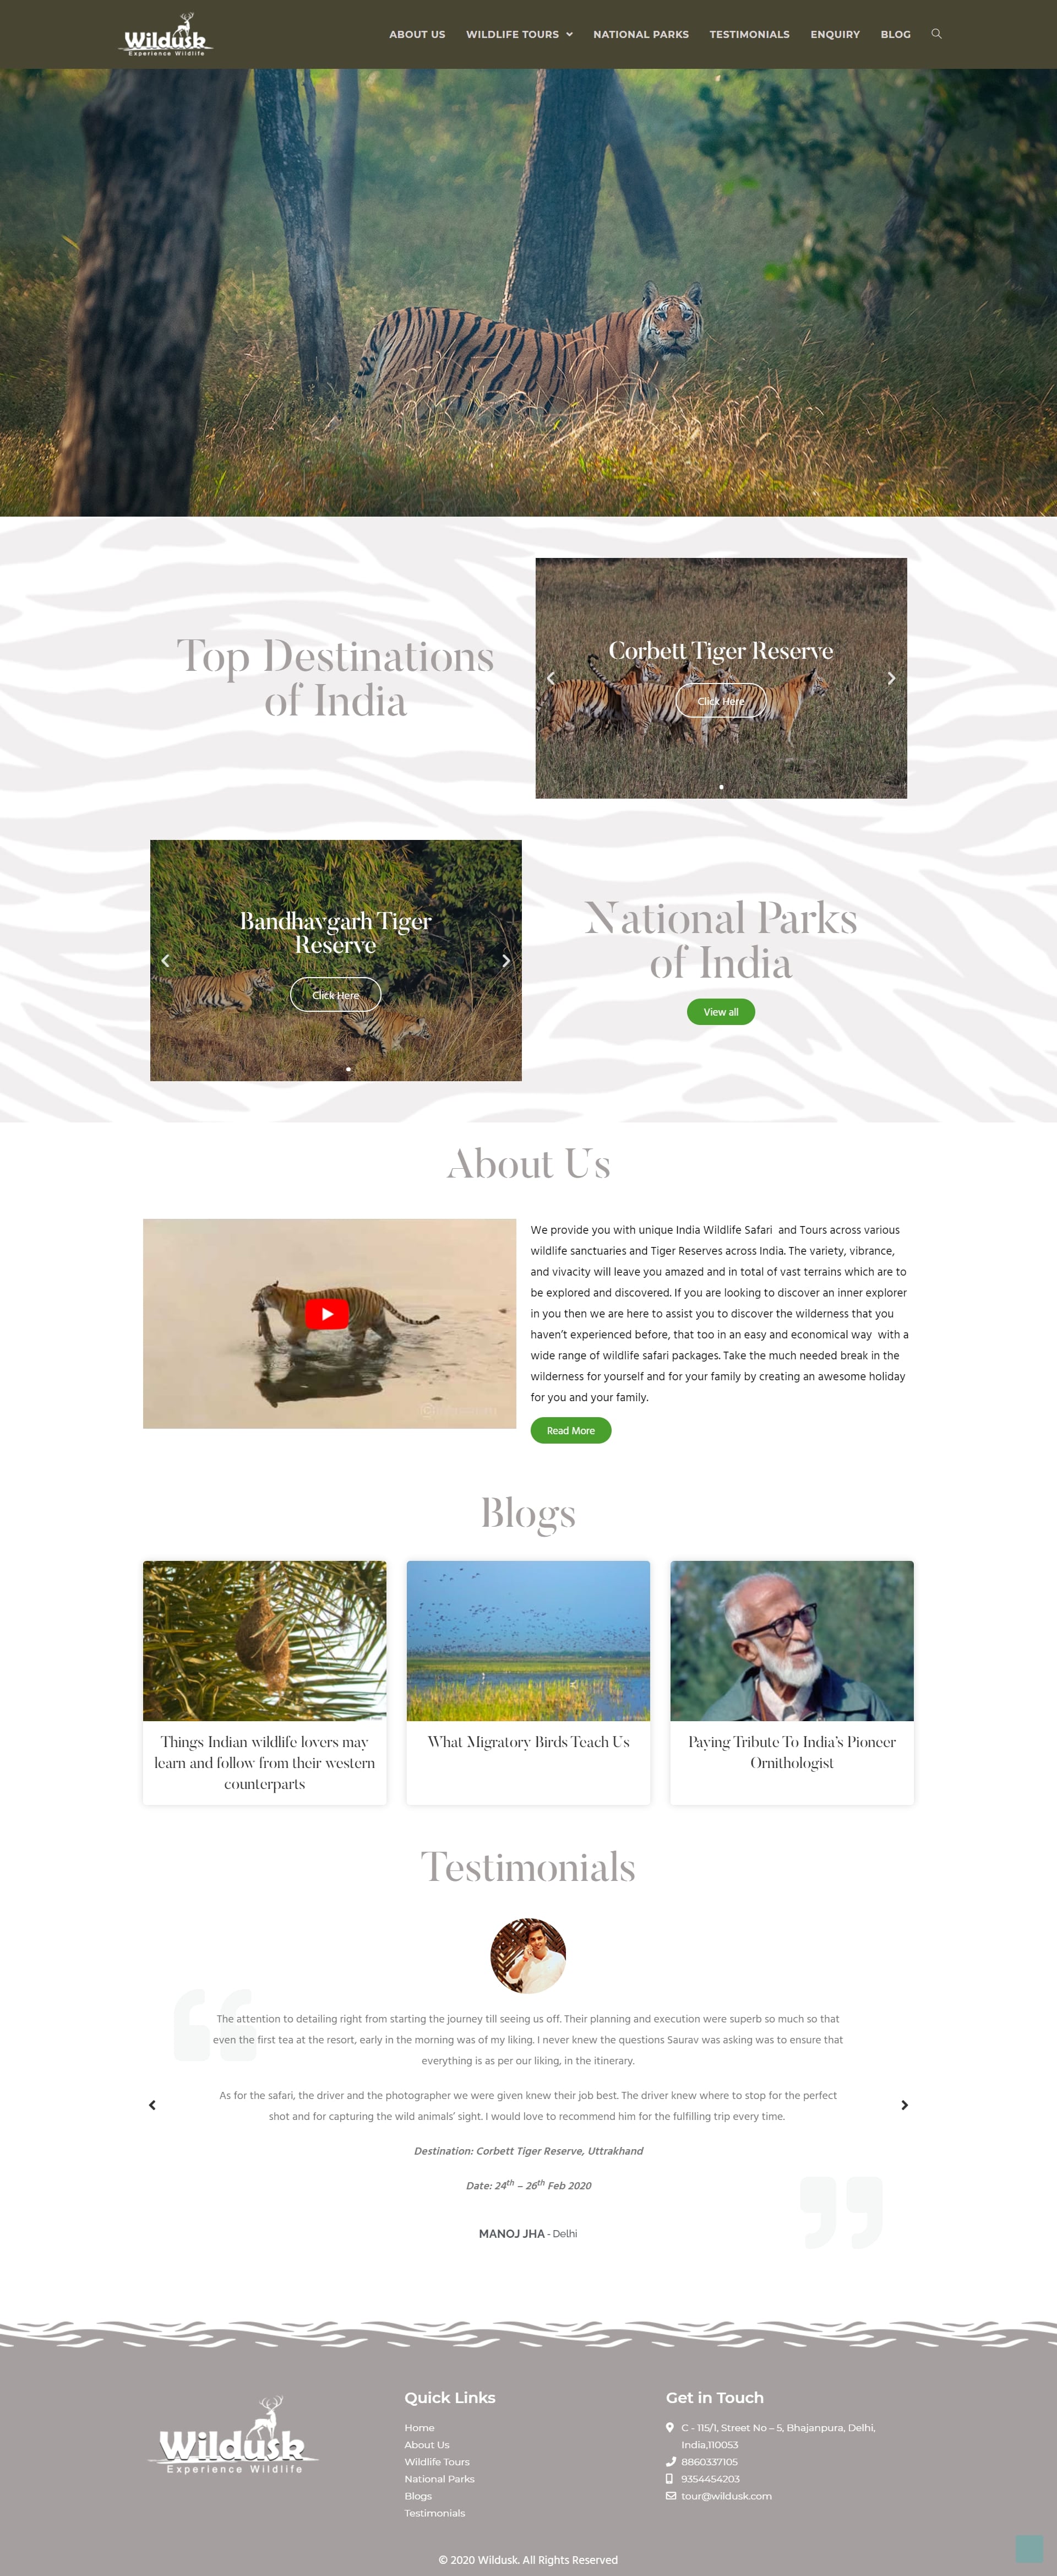 Wildusk
Experience Wildlife
ABOUT US WILDLIFE TOURS NATIONAL PARKS TESTIMONIALS ENQUIRY BLOG
Top Destinations
of India
Corbett Tiger Reserve
Click Here
Bandhavgarh Tiger
Reserve
Click Here
National Parks
of India
View all
About Us
We provide you with unique India Wildlife Safari  and Tours across various
wildlife sanctuaries and Tiger Reserves across India. The variety, vibrance,
and vivacity will leave you amazed and in total of vast terrains which are to
be explored and discovered. If you are looking to discover an inner explorer
in you then we are here to assist you to discover the wilderness that you
haven't experienced before, that too in an easy and economical way  with a
wide range of wildlife safari packages. Take the much needed break in the
wilderness for yourself and for your family by creating an awesome holiday
for you and your family.
Read More
Blogs
Things Indian wildlife lovers may
learn and follow from their western
counterparts
What Migratory Birds Teach Us
Paying Tribute To India's Pioneer
Ornithologist
Testimonials
The attention to detailing right from starting the journey till seeing us off. Their planning and execution were superb so much so that
even the first tea at the resort, early in the morning was of my liking. I never knew the questions Saurav was asking was to ensure that
everything is as per our liking, in the itinerary.
As for the safari, the driver and the photographer we were given knew their job best. The driver knew where to stop for the perfect
shot and for capturing the wild animals' sight. I would love to recommend him for the fulfilling trip every time.
Destination: Corbett Tiger Reserve, Uttrakhand
Date: 24th – 26th Feb 2020
MANOJ JHA - Delhi
Wildusk
Experience Wildlife
Quick Links
Home
About Us
Wildlife Tours
National Parks
Blogs
Testimonials
Get in Touch
C - 115/1, Street No – 5, Bhajanpura, Delhi,
India,110053
8860337105
9354454203
tour@wildusk.com
© 2020 Wildusk. All Rights Reserved